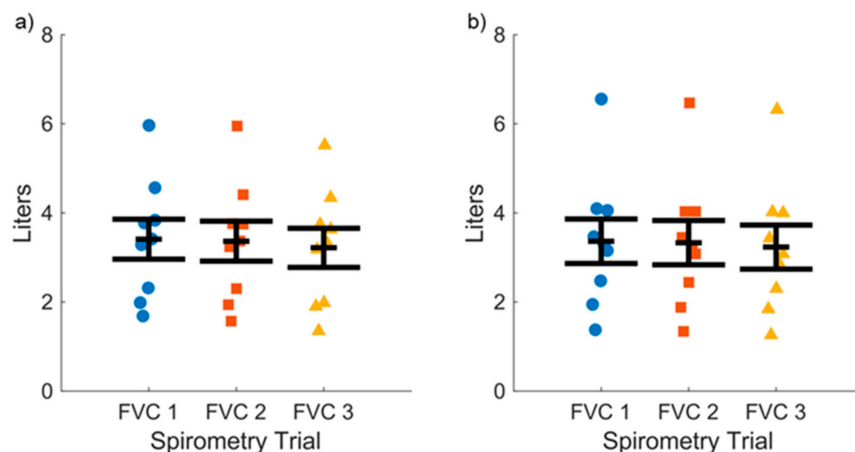 a)
8
6
4
2
0
Liters
FVC 1 FVC 2 FVC 3
Spirometry Trial
b)
8
6
4
2
0
Liters
FVC 1 FVC 2 FVC 3
Spirometry Trial